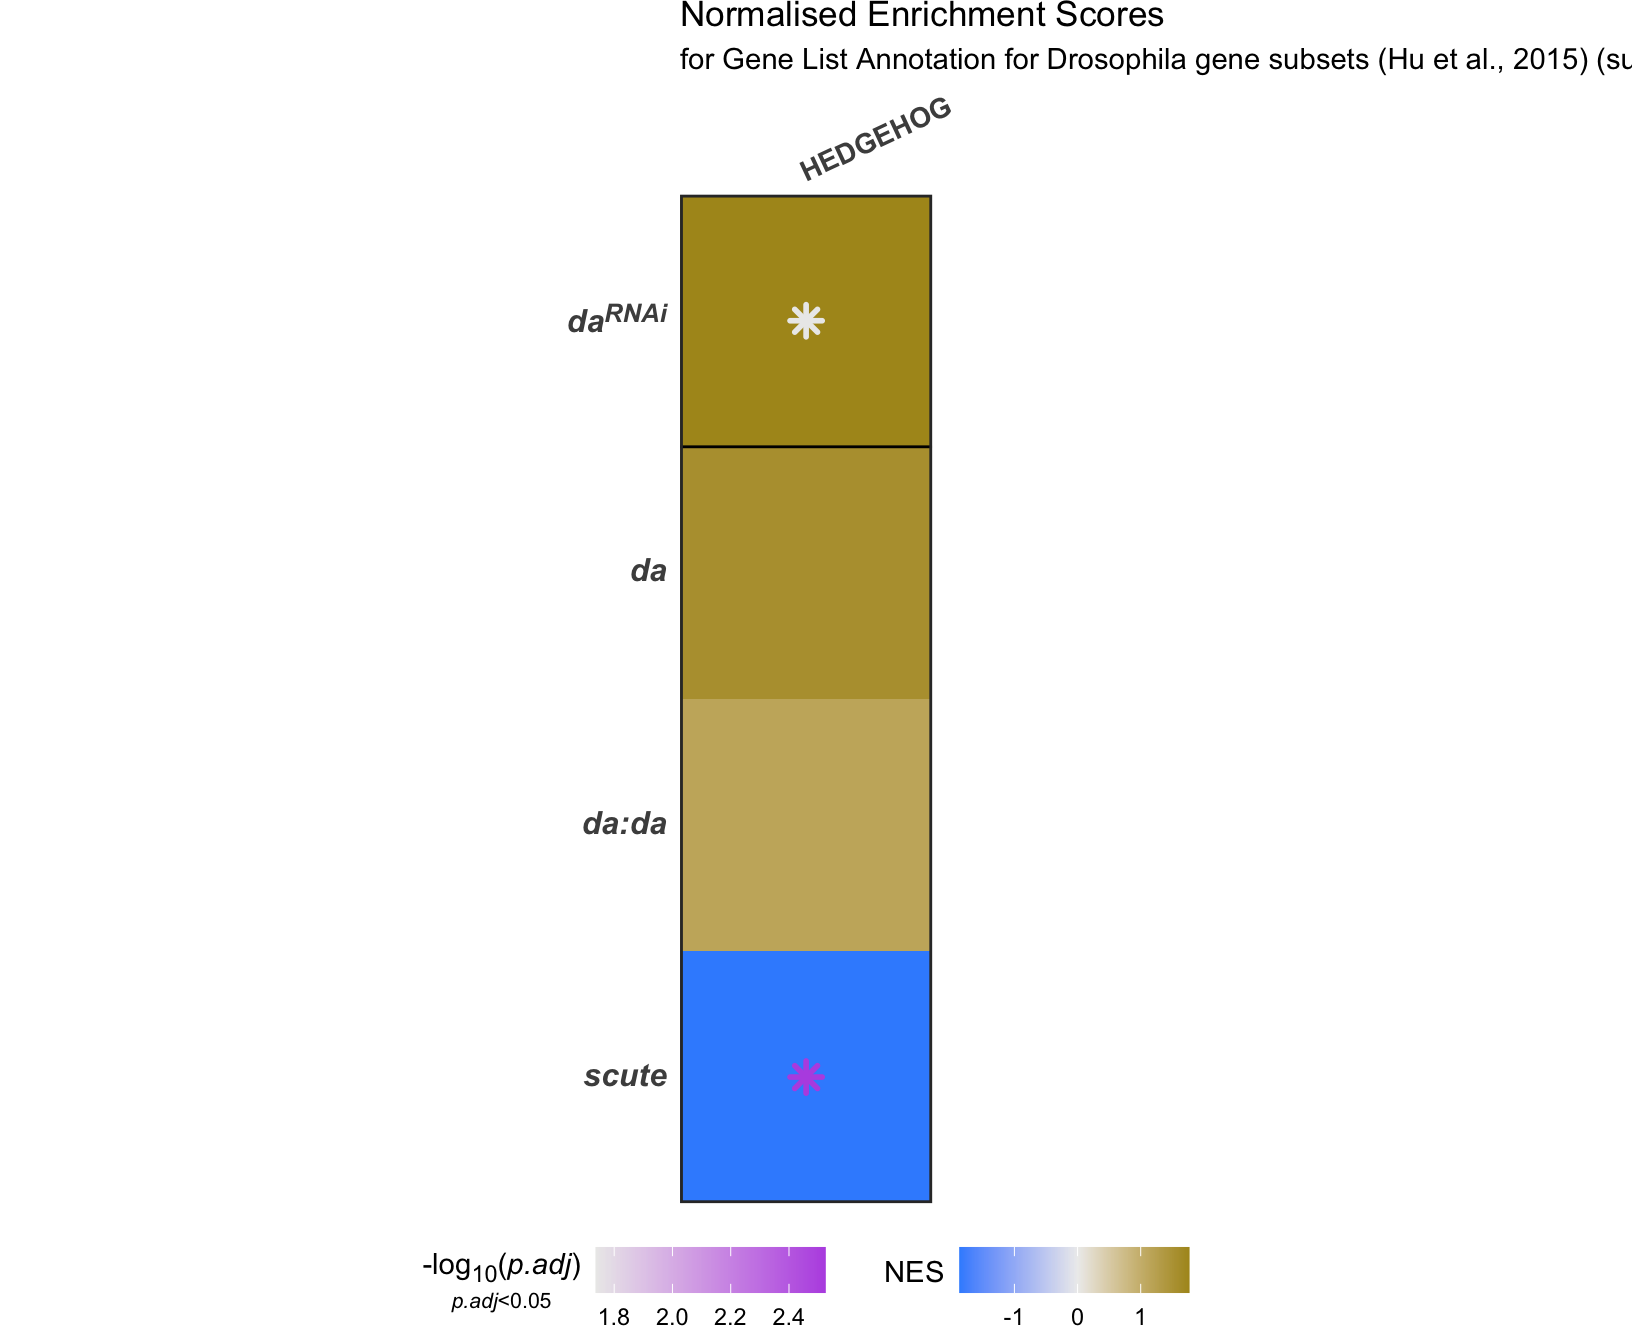 Normalised Enrichment Scores
for Gene List Annotation for Drosophila gene subsets (Hu et al., 2015) (su
HEDGEHOG
da^RNAi
da
da:da
scute
-log₁₀(p.adj)
p.adj<0.05
1.8 2.0 2.2 2.4
NES
-1 0 1